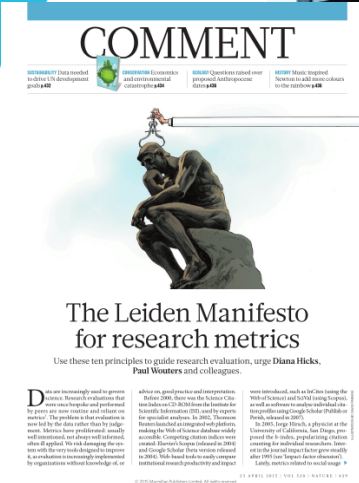 COMMENT
SUSTAINABILITY Data needed
to drive UN development
goals p.432
CONSERVATION Economics
and environmental
catastrophe p.434
GEOLOGY Questions raised over
proposed Anthropocene
dates p.436
HISTORY Music inspired
Newton to add more colours
to the rainbow p.436
The Leiden Manifesto
for research metrics
Use these ten principles to guide research evaluation, urge Diana Hicks,
Paul Wouters and colleagues.
Data are increasingly used to govern
science. Research evaluations that
were once bespoke and performed
by peers are now routine and reliant on
metrics¹. The problem is that evaluation is
now led by the data rather than by judge-
ment. Metrics have proliferated: usually
well intentioned, not always well informed,
often ill applied. We risk damaging the sys-
tem with the very tools designed to improve
it, as evaluation is increasingly implemented
by organizations without knowledge of, or
advice on, good practice and interpretation.
Before 2000, there was the Science Cita-
tion Index on CD-ROM from the Institute for
Scientific Information (ISI), used by experts
for specialist analyses. In 2002, Thomson
Reuters launched an integrated web platform,
making the Web of Science database widely
accessible. Competing citation indices were
created: Elsevier's Scopus (released in 2004)
and Google Scholar (beta version released
in 2004). Web-based tools to easily compare
institutional research productivity and impact
were introduced, such as InCites (using the
Web of Science) and SciVal (using Scopus),
as well as software to analyse individual cita-
tion profiles using Google Scholar (Publish or
Perish, released in 2007).
In 2005, Jorge Hirsch, a physicist at the
University of California, San Diego, pro-
posed the h-index, popularizing citation
counting for individual researchers. Inter-
est in the journal impact factor grew steadily
after 1995 (see 'Impact-factor obsession').
Lately, metrics related to social usage
23 APRIL 2015 | VOL 520 | NATURE | 429
© 2015 Macmillan Publishers Limited. All rights reserved